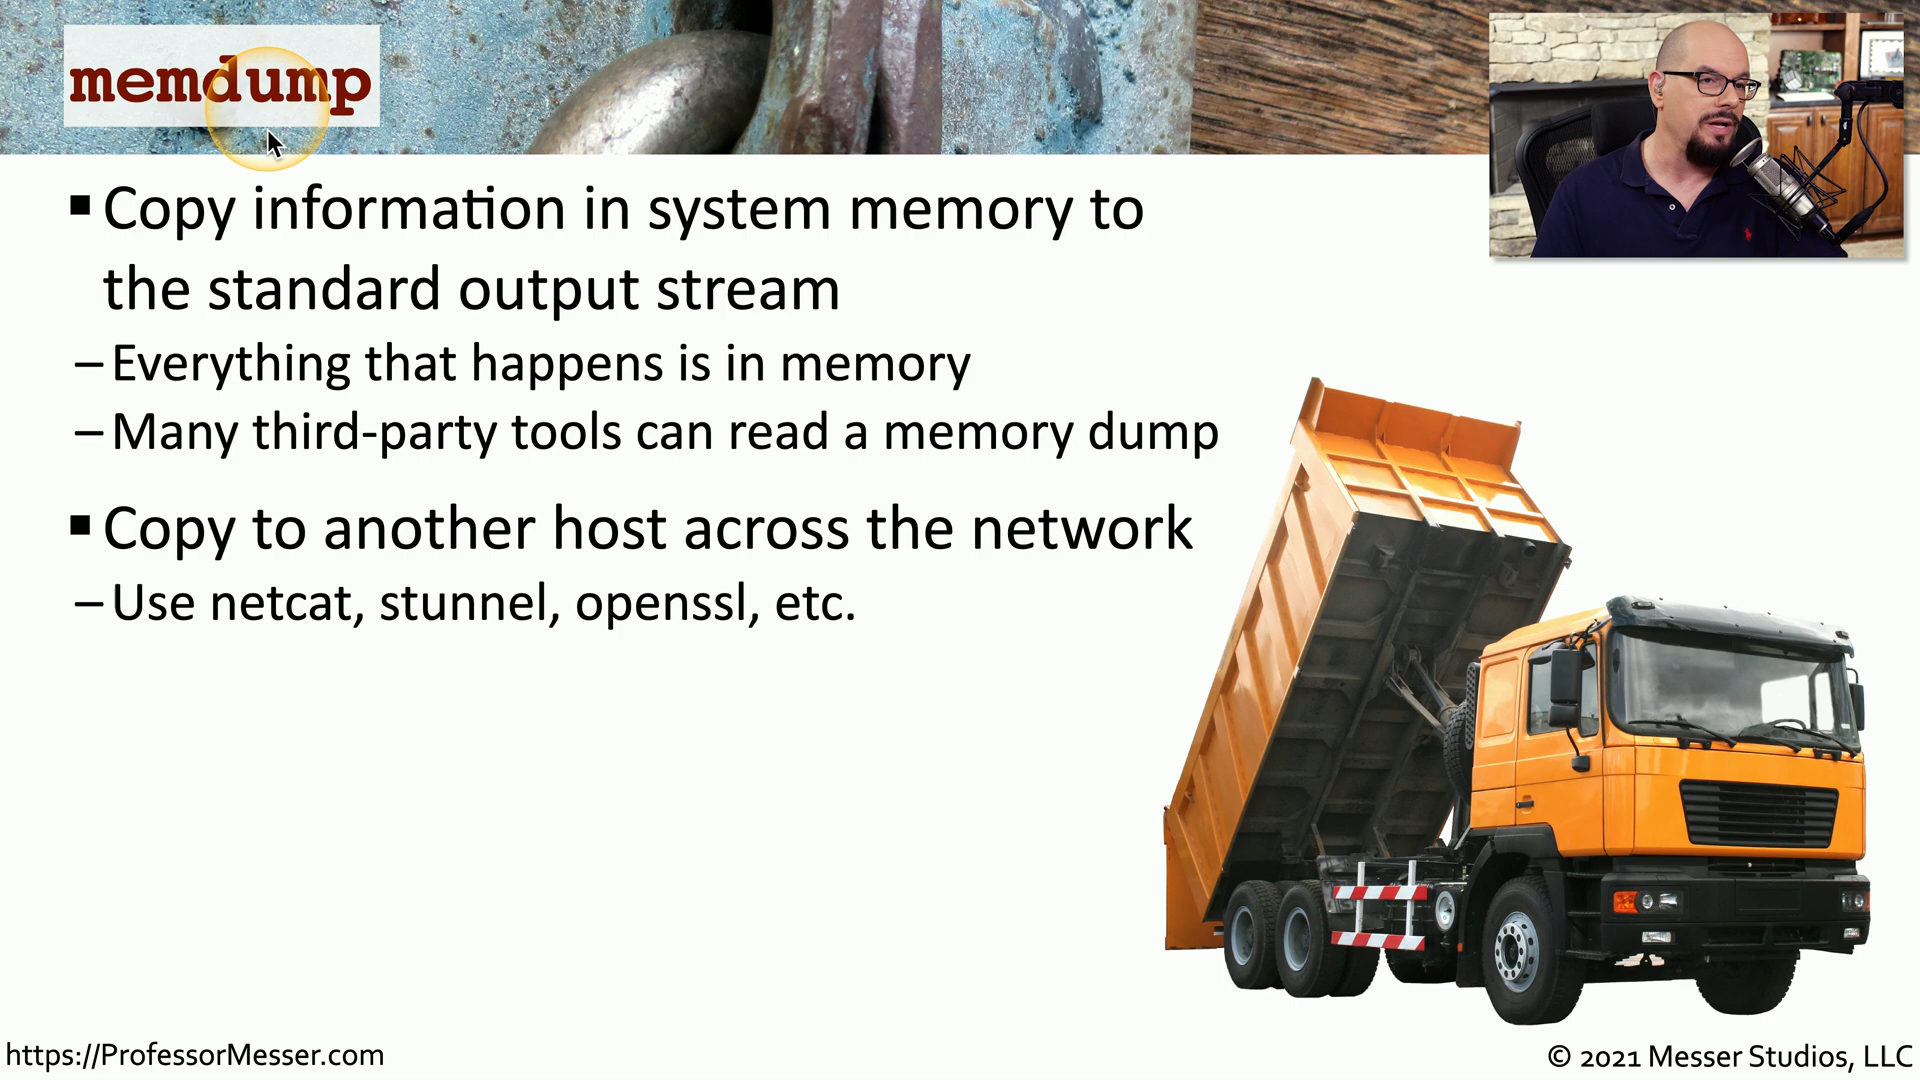 memdump
▪ Copy information in system memory to
the standard output stream
– Everything that happens is in memory
– Many third-party tools can read a memory dump
▪ Copy to another host across the network
– Use netcat, stunnel, openssl, etc.
https://ProfessorMesser.com
© 2021 Messer Studios, LLC